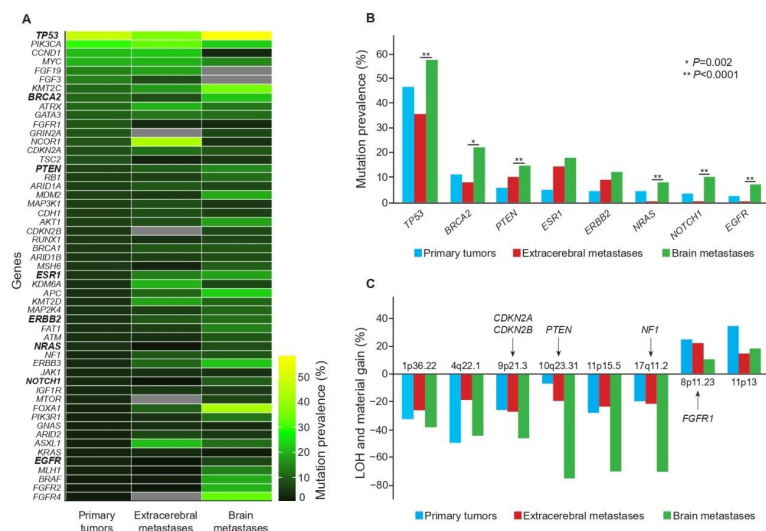 A
TP53
PIK3CA
CCND1
MYC
FGF19
FGF3
KMT2C
BRCA2
ATRX
GATA3
FGFR1
GRIN2A
NCOR1
CDKN2A
TSC2
PTEN
RB1
ARID1A
MDM2
MAP3K1
CDH1
AKT1
CDKN2B
RUNX1
BRCA1
ARID1B
MSH6
ESR1
KDM6A
APC
KMT2D
MAP2K4
ERBB2
FAT1
ATM
NRAS
NF1
ERBB3
JAK1
NOTCH1
IGF1R
MTOR
FOXA1
PIK3R1
GNAS
ARID2
ASXL1
KRAS
EGFR
MLH1
BRAF
FGFR2
FGFR4
Genes
Primary tumors
Extracerebral metastases
Brain metastases
50
40
30
20
10
0
Mutation prevalence (%)
B
60
50
40
30
20
10
0
Mutation prevalence (%)
* P=0.002
** P<0.0001
**
*
**
**
**
**
TP53
BRCA2
PTEN
ESR1
ERBB2
NRAS
NOTCH1
EGFR
Primary tumors Extracerebral metastases Brain metastases
C
40
20
0
−20
−40
−60
−80
LOH and material gain (%)
CDKN2A
CDKN2B
PTEN
NF1
1p36.22 4q22.1 9p21.3 10q23.31 11p15.5 17q11.2
8p11.23 11p13
FGFR1
Primary tumors Extracerebral metastases Brain metastases